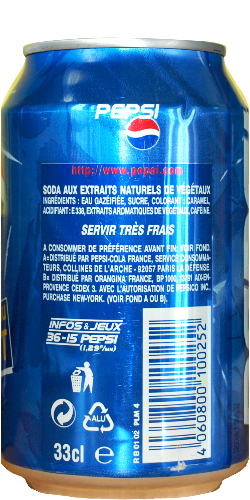 PEPSI
http://www.pepsi.com
SODA AUX EXTRAITS NATURELS DE VÉGÉTAUX
INGRÉDIENTS : EAU GAZÉIFIÉE, SUCRE, COLORANT : CARAMEL,
ACIDIFIANT : E338, EXTRAITS AROMATIQUES DE VÉGÉTAUX, CAFÉINE.
SERVIR TRÈS FRAIS
A CONSOMMER DE PRÉFÉRENCE AVANT FIN: VOIR FOND.
A = DISTRIBUÉ PAR PEPSI-COLA FRANCE, SERVICE CONSOMMA-
TEURS, COLLINES DE L'ARCHE - 92057 PARIS LA DÉFENSE.
B = DISTRIBUÉ PAR ORANGINA FRANCE, BP 1000, 13791 AIX-EN-
PROVENCE CEDEX 3. AVEC L'AUTORISATION DE PEPSICO INC.,
PURCHASE NEW-YORK. (VOIR FOND A OU B).
INFOS & JEUX
36-15 PEPSI
(1,29F/MN)
alu
33cl e
R B 01 02 PLM 4
4 060800 100252